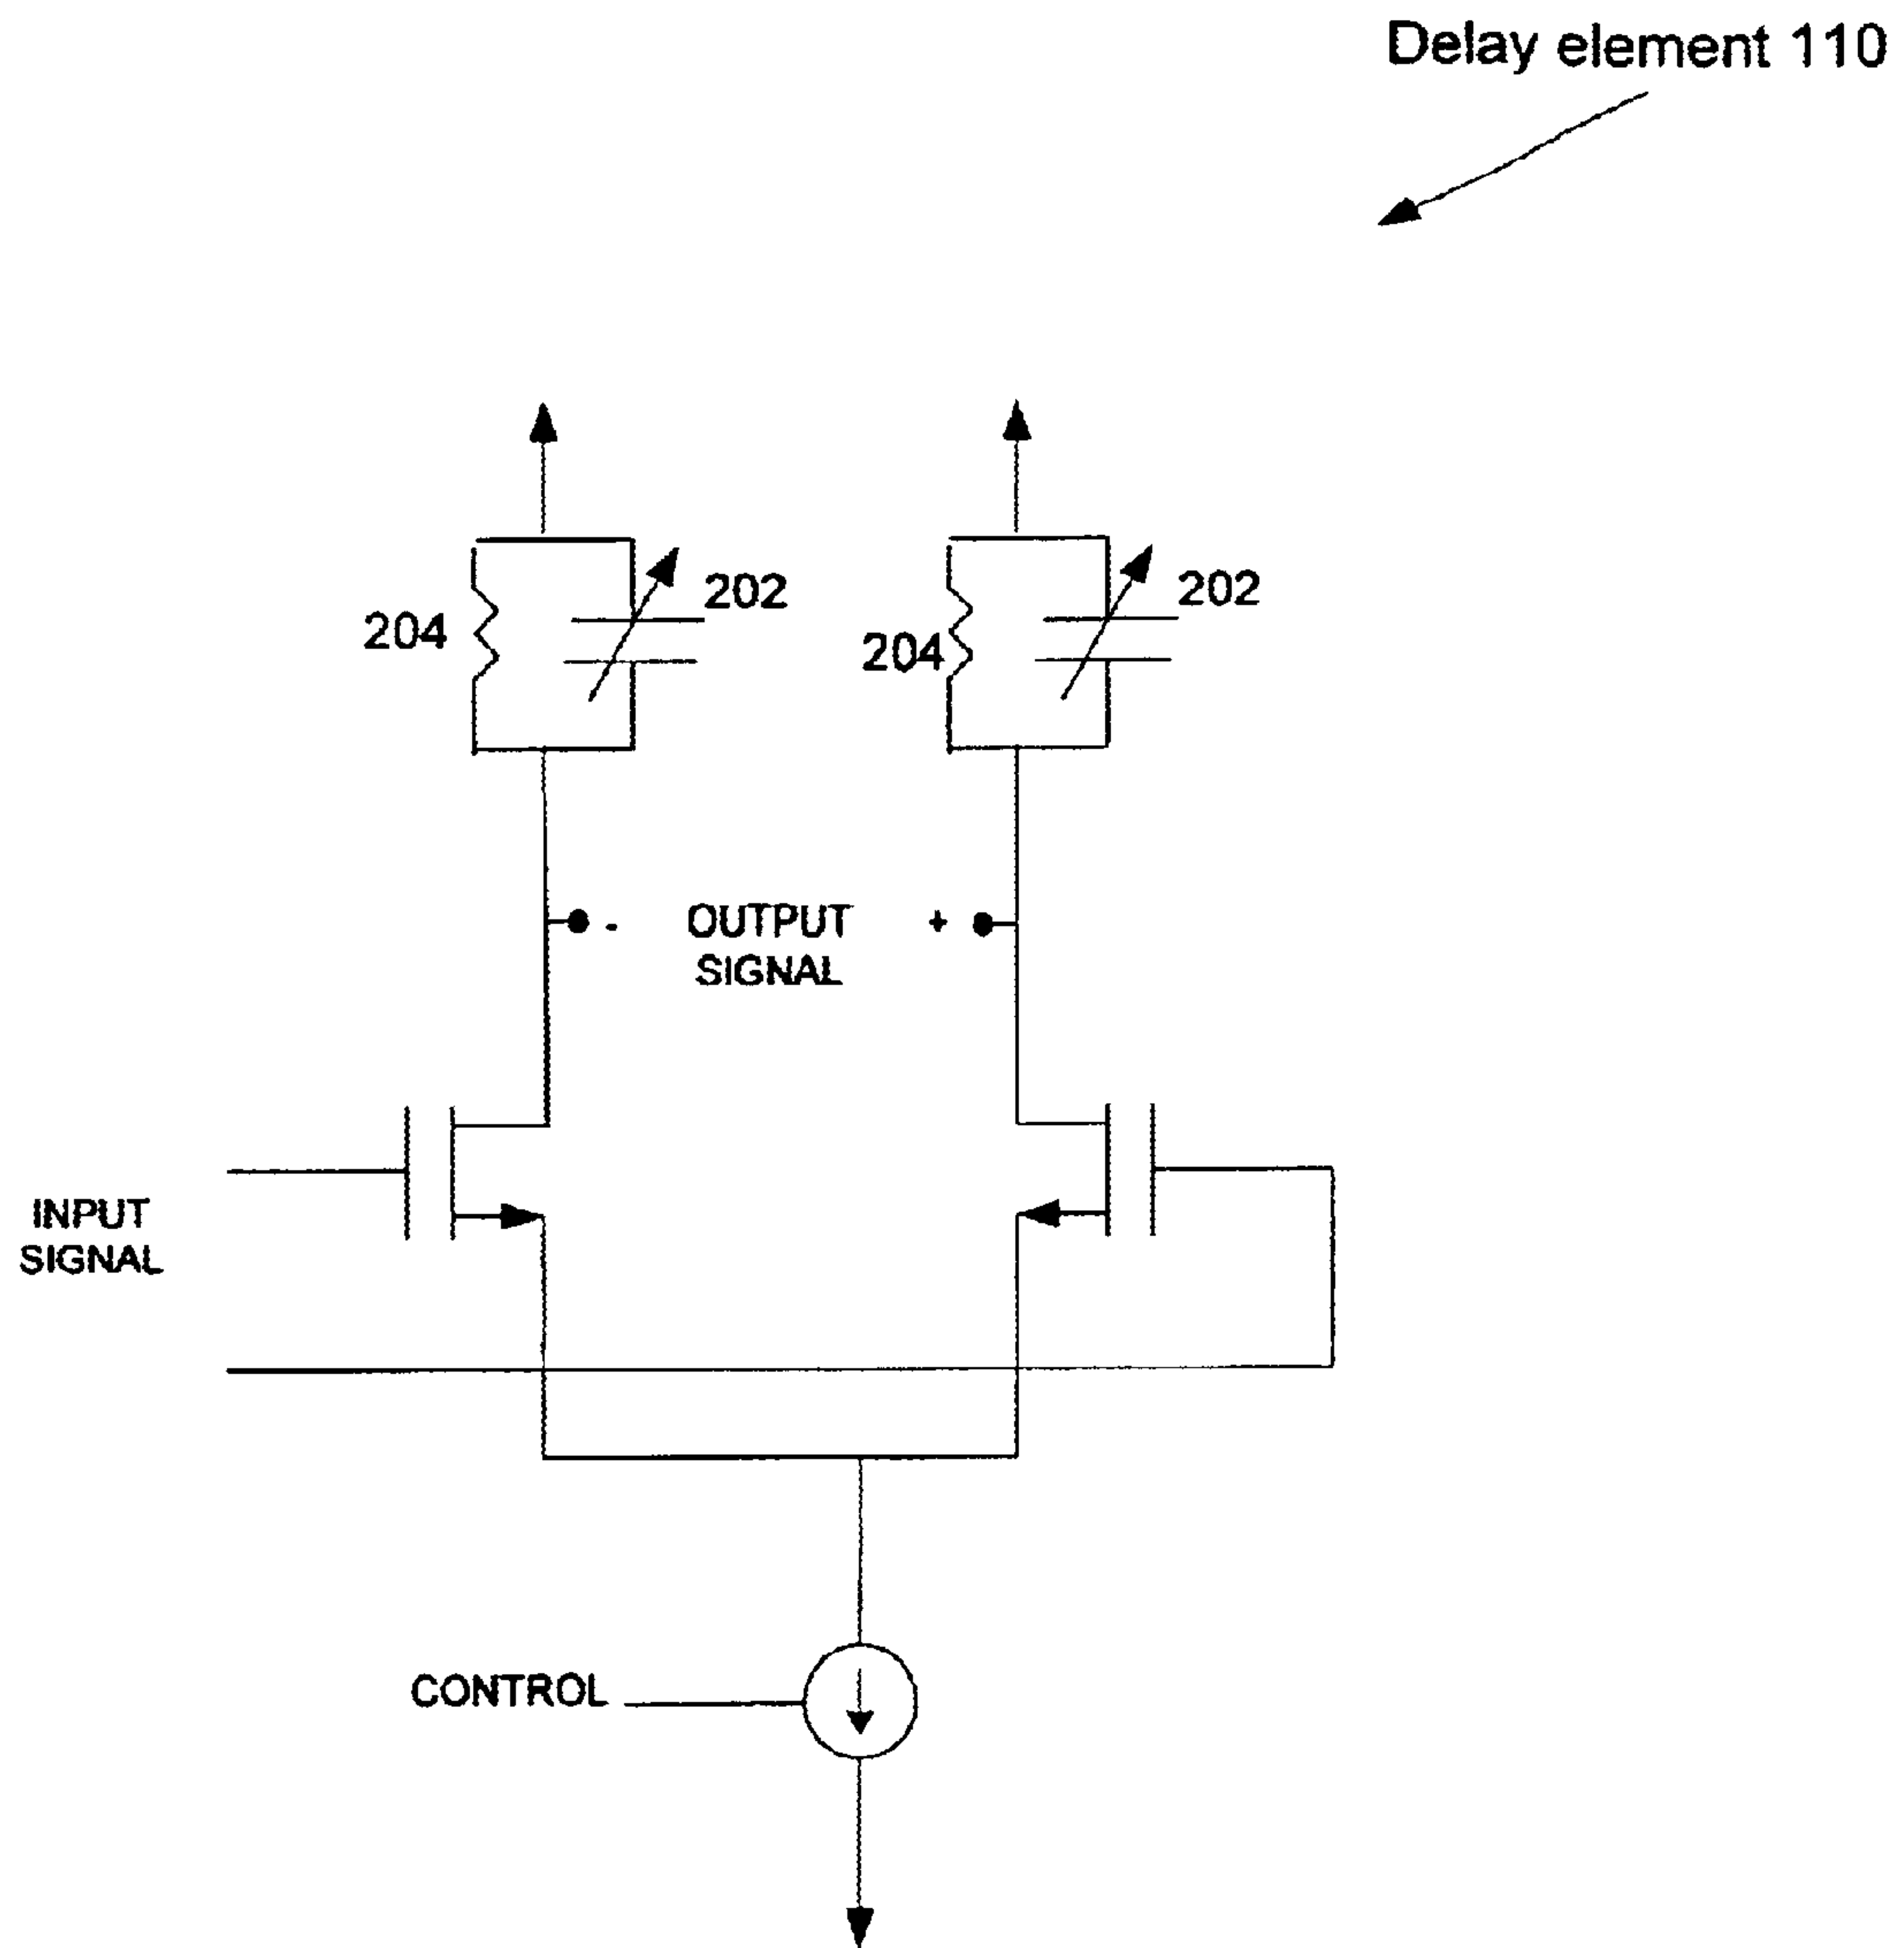 Delay element 110
202
202
204
204
- OUTPUT +
SIGNAL
INPUT
SIGNAL
CONTROL